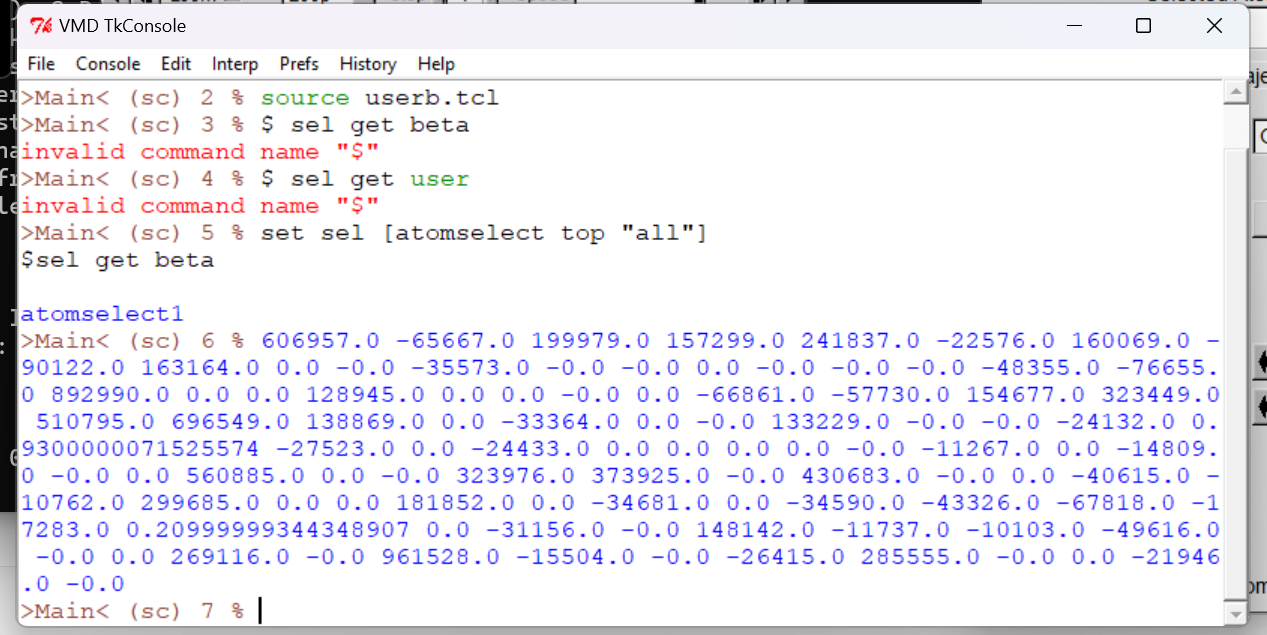 VMD TkConsole
File Console Edit Interp Prefs History Help
>Main< (sc) 2 % source userb.tcl
>Main< (sc) 3 % $ sel get beta
invalid command name "$"
>Main< (sc) 4 % $ sel get user
invalid command name "$"
>Main< (sc) 5 % set sel [atomselect top "all"]
$sel get beta
atomselect1
>Main< (sc) 6 % 606957.0 -65667.0 199979.0 157299.0 241837.0 -22576.0 160069.0 -
90122.0 163164.0 0.0 -0.0 -35573.0 -0.0 -0.0 0.0 -0.0 -0.0 -0.0 -48355.0 -76655.
0 892990.0 0.0 0.0 128945.0 0.0 0.0 -0.0 0.0 -66861.0 -57730.0 154677.0 323449.0
510795.0 696549.0 138869.0 0.0 -33364.0 0.0 -0.0 133229.0 -0.0 -0.0 -24132.0 0.
9300000071525574 -27523.0 0.0 -24433.0 0.0 0.0 0.0 0.0 -0.0 -11267.0 0.0 -14809.
0 -0.0 0.0 560885.0 0.0 -0.0 323976.0 373925.0 -0.0 430683.0 -0.0 0.0 -40615.0 -
10762.0 299685.0 0.0 0.0 181852.0 0.0 -34681.0 0.0 -34590.0 -43326.0 -67818.0 -1
7283.0 0.20999999344348907 0.0 -31156.0 -0.0 148142.0 -11737.0 -10103.0 -49616.0
-0.0 0.0 269116.0 -0.0 961528.0 -15504.0 -0.0 -26415.0 285555.0 -0.0 0.0 -21946
.0 -0.0
>Main< (sc) 7 %